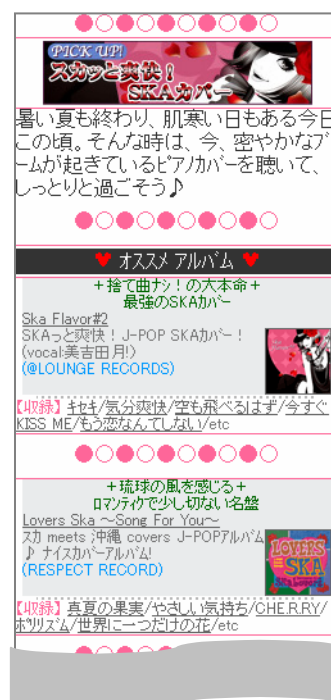 PICK UP!
スカッと爽快!
SKAカバー
暑い夏も終わり、肌寒い日もある今日
この頃。そんな時は、今、密やかなブ
ームが起きているピアノカバーを聴いて、
しっとりと過ごそう♪
♥ オススメ アルバム ♥
+捨て曲ナシ!の大本命+
最強のSKAカバー
Ska Flavor#2
SKAっと爽快!J-POP SKAカバー!
(vocal:美吉田月!)
(@LOUNGE RECORDS)
【収録】キセキ/気分爽快/空も飛べるはず/今すぐ
KISS ME/もう恋なんてしない/etc
+琉球の風を感じる+
ロマンティックで少し切ない名盤
Lovers Ska 〜Song For You〜
スカ meets 沖縄 covers J-POPアルバム
♪ ナイスカバーアルバム!
(RESPECT RECORD)
LOVERS
SKA
【収録】真夏の果実/やさしい気持ち/CHE.R.RY/
ポリリズム/世界に一つだけの花/etc